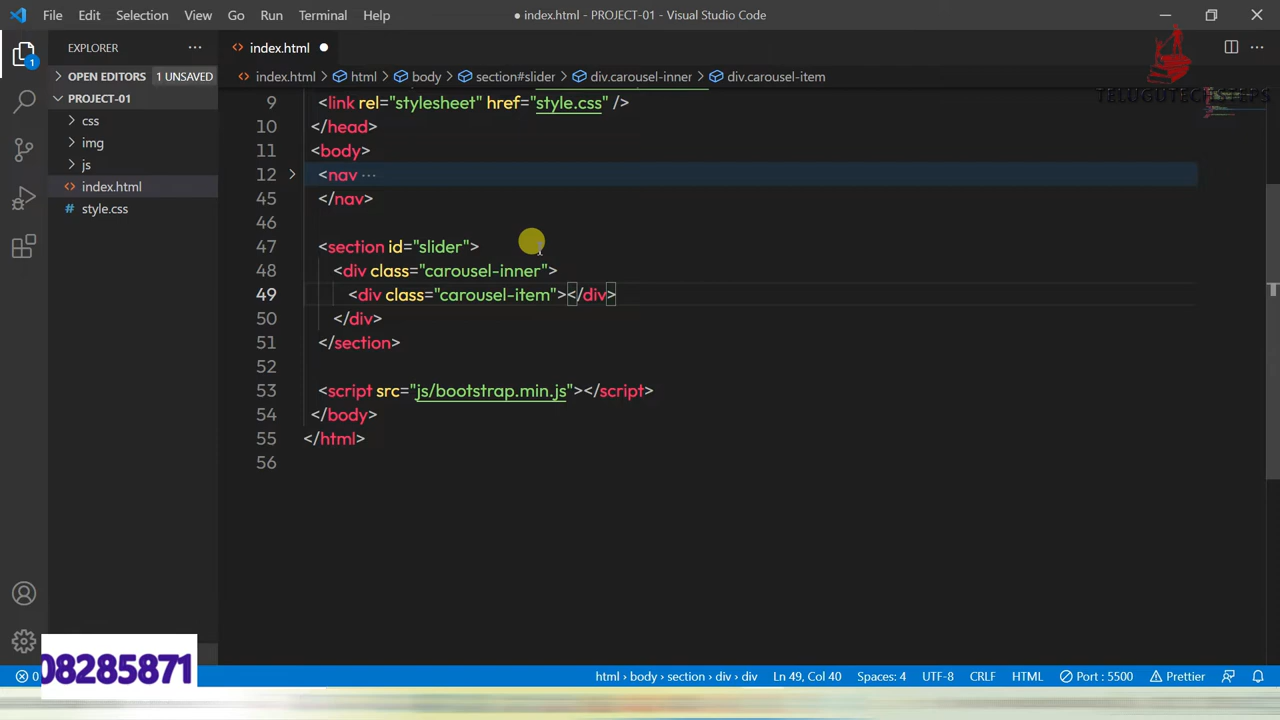 File Edit Selection View Go Run Terminal Help ● index.html - PROJECT-01 - Visual Studio Code
EXPLORER ···
<> index.html ●
1
<> index.html > html > body > section#slider > div.carousel-inner > div.carousel-item
TELUGUTECHSTEPS
> OPEN EDITORS 1 UNSAVED
PROJECT-01
> css
> img
> js
<> index.html
# style.css
9 <link rel="stylesheet" href="style.css" />
10 </head>
11 <body>
12 <nav ···
45 </nav>
46
47 <section id="slider">
48 <div class="carousel-inner">
49 <div class="carousel-item"></div>
50 </div>
51 </section>
52
53 <script src="js/bootstrap.min.js"></script>
54 </body>
55 </html>
56
08285871
0
html > body > section > div > div Ln 49, Col 40 Spaces: 4 UTF-8 CRLF HTML Port : 5500 Prettier